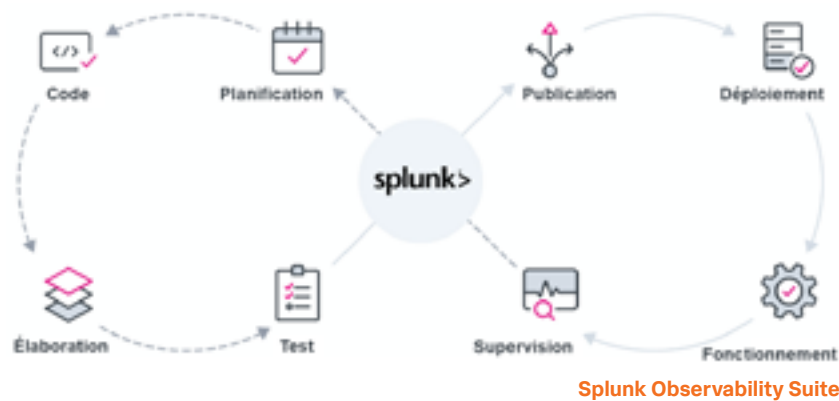 Code
Planification
Publication
Déploiement
splunk>
Élaboration
Test
Supervision
Fonctionnement
Splunk Observability Suite